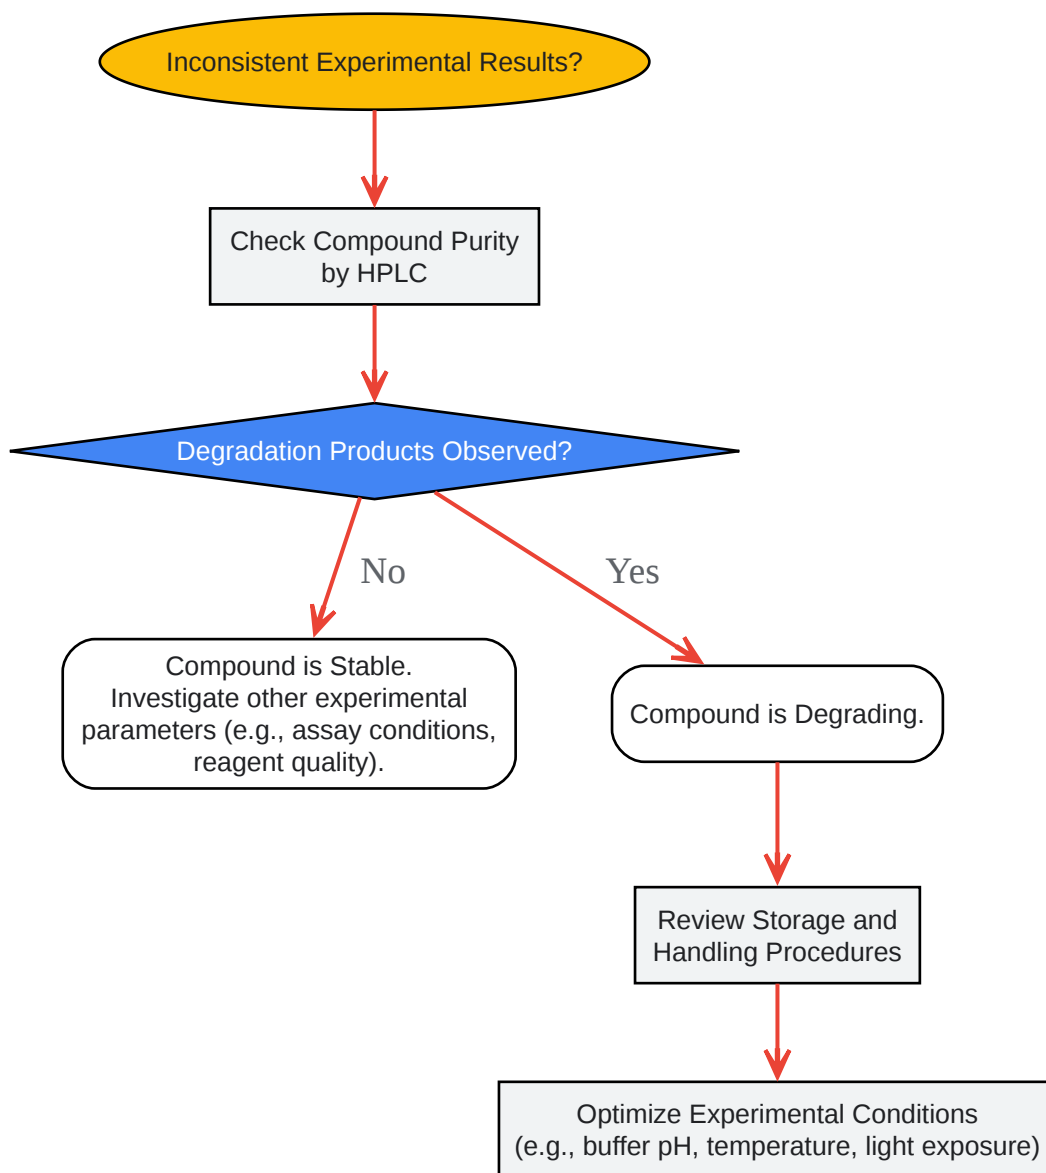 Inconsistent Experimental Results?
Check Compound Purity
by HPLC
Degradation Products Observed?
No
Yes
Compound is Stable.
Investigate other experimental
parameters (e.g., assay conditions,
reagent quality).
Compound is Degrading.
Review Storage and
Handling Procedures
Optimize Experimental Conditions
(e.g., buffer pH, temperature, light exposure)